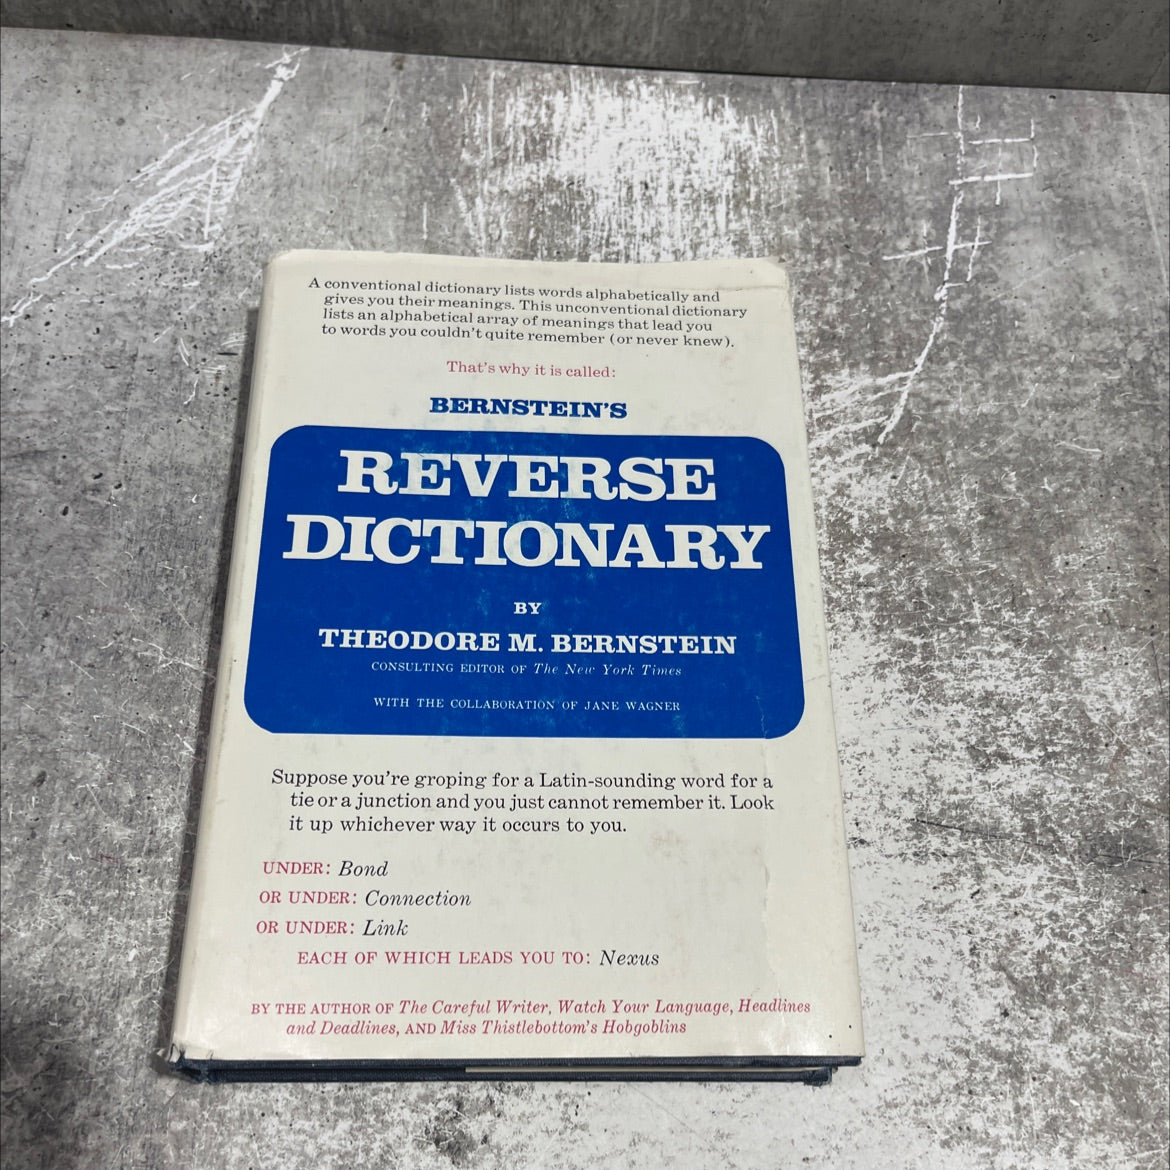 A conventional dictionary lists words alphabetically and
gives you their meanings. This unconventional dictionary
lists an alphabetical array of meanings that lead you
to words you couldn't quite remember (or never knew).
That's why it is called:
BERNSTEIN'S
REVERSE
DICTIONARY
BY
THEODORE M. BERNSTEIN
CONSULTING EDITOR OF The New York Times
WITH THE COLLABORATION OF JANE WAGNER
Suppose you're groping for a Latin-sounding word for a
tie or a junction and you just cannot remember it. Look
it up whichever way it occurs to you.
UNDER: Bond
OR UNDER: Connection
OR UNDER: Link
EACH OF WHICH LEADS YOU TO: Nexus
BY THE AUTHOR OF The Careful Writer, Watch Your Language, Headlines
and Deadlines, AND Miss Thistlebottom's Hobgoblins